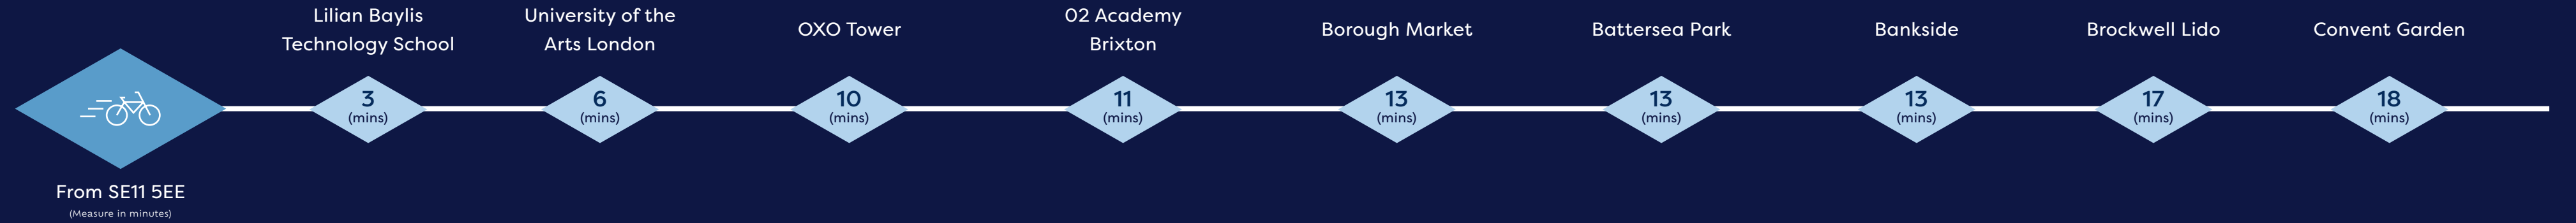 Lilian Baylis
Technology School
University of the
Arts London
OXO Tower
02 Academy
Brixton
Borough Market
Battersea Park
Bankside
Brockwell Lido
Convent Garden
3
(mins)
6
(mins)
10
(mins)
11
(mins)
13
(mins)
13
(mins)
13
(mins)
17
(mins)
18
(mins)
From SE11 5EE
(Measure in minutes)